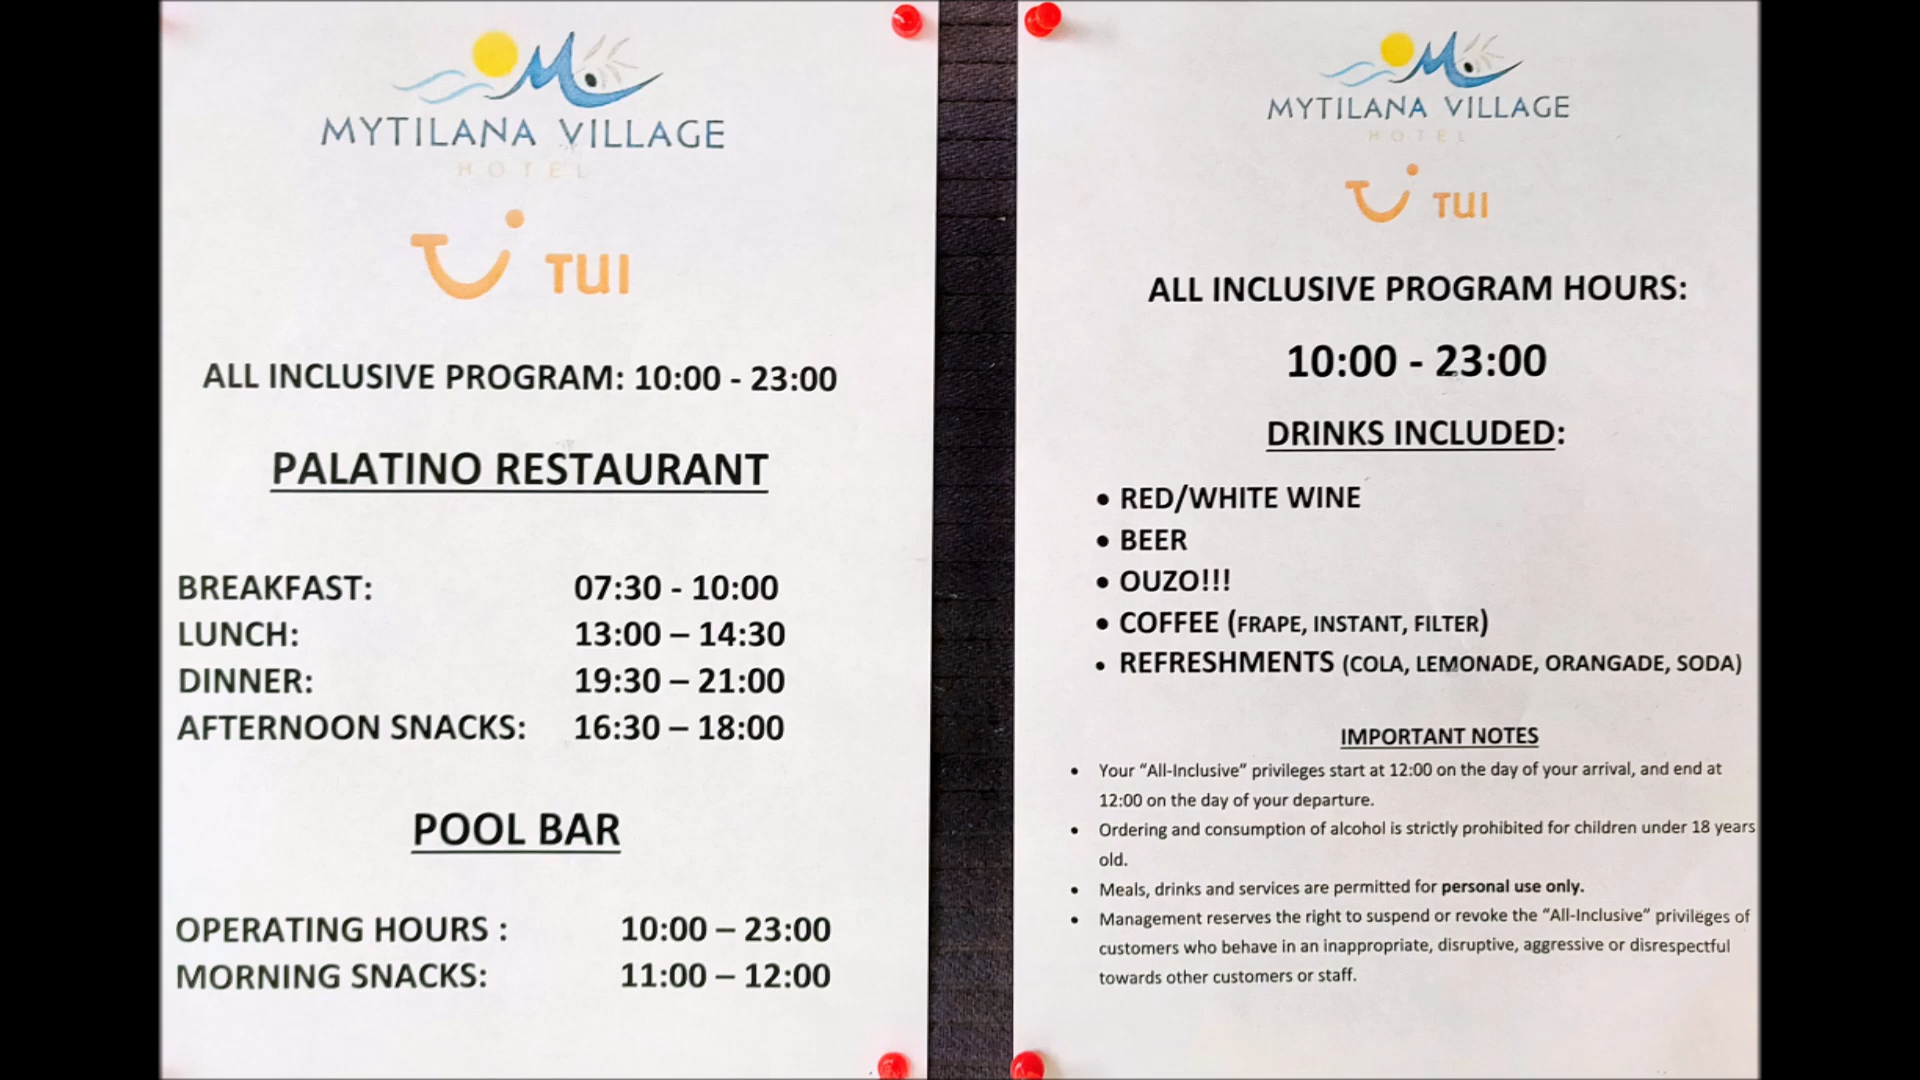 MYTILANA VILLAGE
HOTEL
TUI
ALL INCLUSIVE PROGRAM: 10:00 - 23:00
PALATINO RESTAURANT
BREAKFAST: 07:30 - 10:00
LUNCH: 13:00 – 14:30
DINNER: 19:30 – 21:00
AFTERNOON SNACKS: 16:30 – 18:00
POOL BAR
OPERATING HOURS : 10:00 – 23:00
MORNING SNACKS: 11:00 – 12:00
MYTILANA VILLAGE
HOTEL
TUI
ALL INCLUSIVE PROGRAM HOURS:
10:00 - 23:00
DRINKS INCLUDED:
• RED/WHITE WINE
• BEER
• OUZO!!!
• COFFEE (FRAPE, INSTANT, FILTER)
• REFRESHMENTS (COLA, LEMONADE, ORANGADE, SODA)
IMPORTANT NOTES
• Your “All-Inclusive” privileges start at 12:00 on the day of your arrival, and end at
12:00 on the day of your departure.
• Ordering and consumption of alcohol is strictly prohibited for children under 18 years
old.
• Meals, drinks and services are permitted for personal use only.
• Management reserves the right to suspend or revoke the “All-Inclusive” privileges of
customers who behave in an inappropriate, disruptive, aggressive or disrespectful
towards other customers or staff.